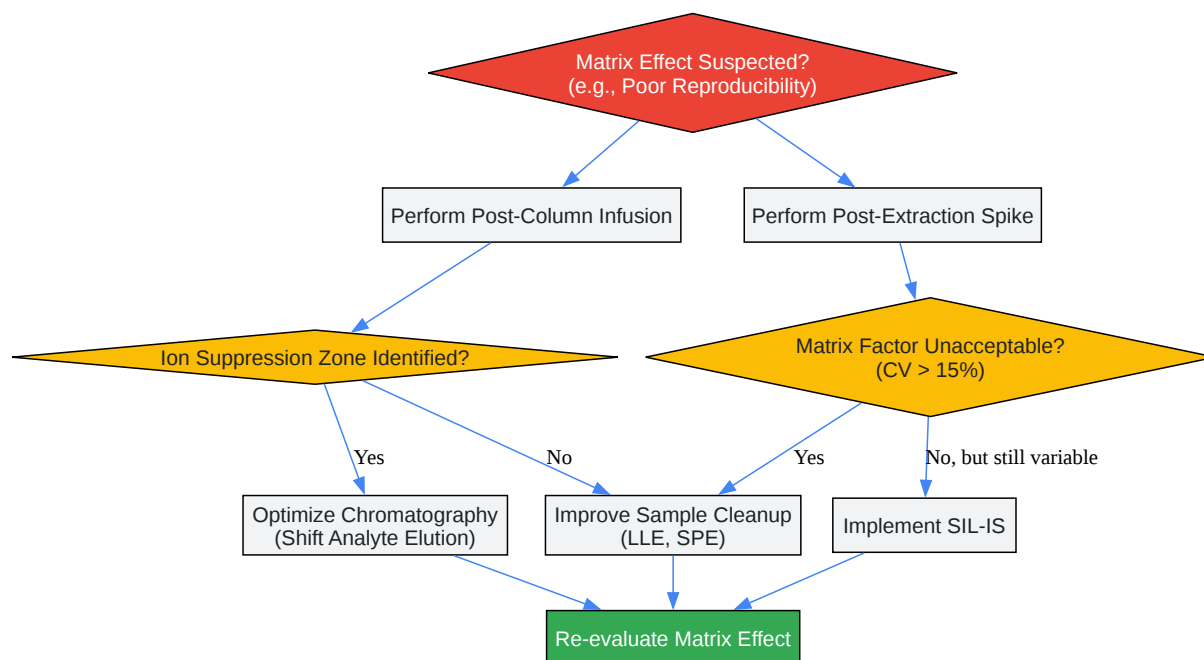 Matrix Effect Suspected?
(e.g., Poor Reproducibility)
Perform Post-Column Infusion
Perform Post-Extraction Spike
Ion Suppression Zone Identified?
Matrix Factor Unacceptable?
(CV > 15%)
Yes
No
Yes
No, but still variable
Optimize Chromatography
(Shift Analyte Elution)
Improve Sample Cleanup
(LLE, SPE)
Implement SIL-IS
Re-evaluate Matrix Effect